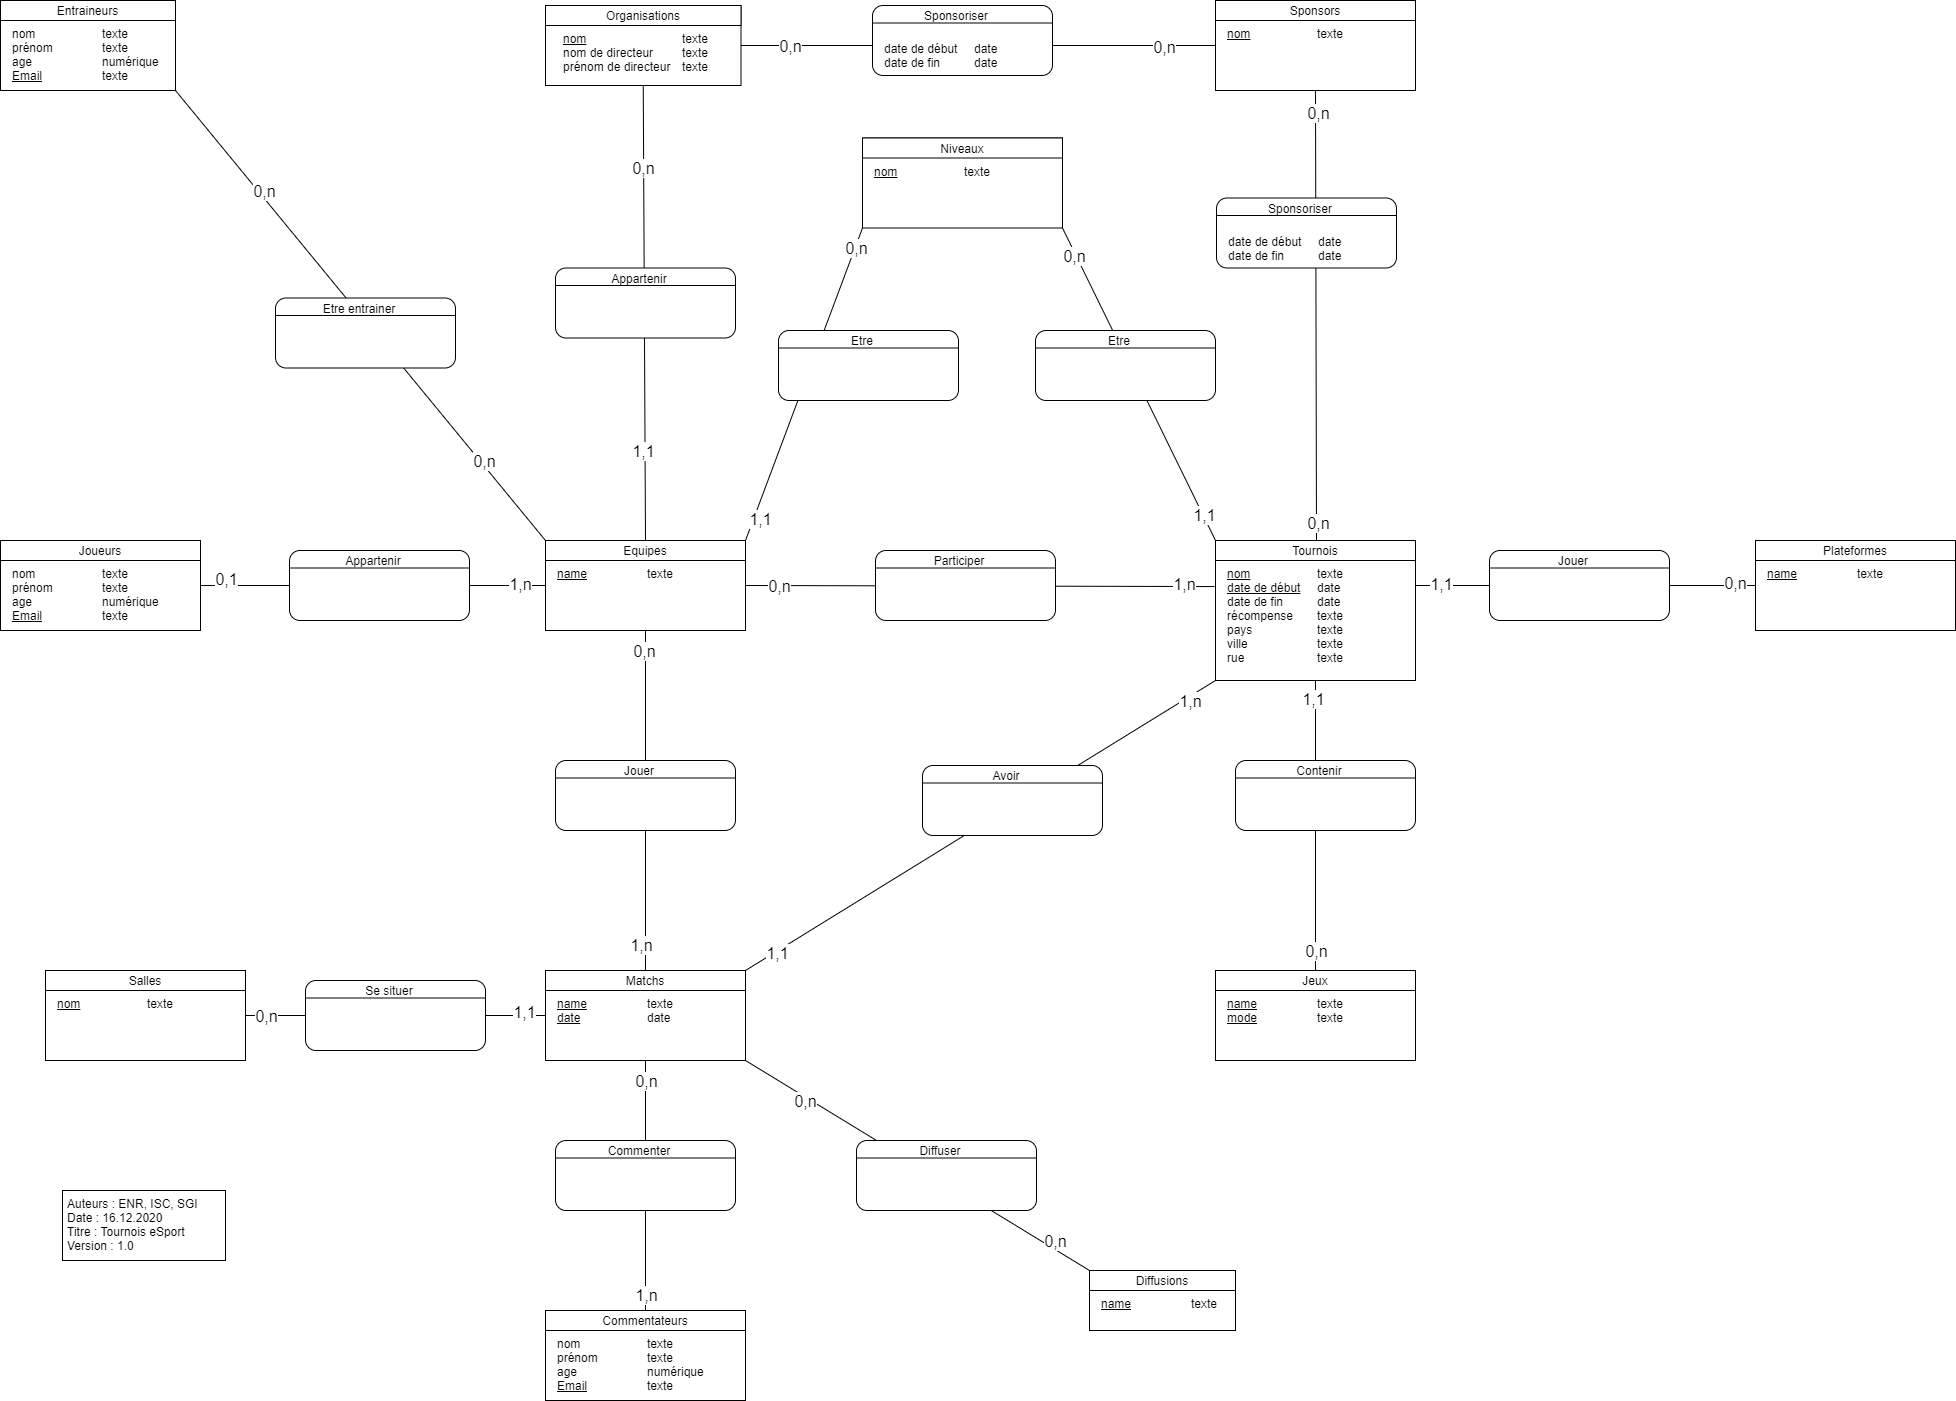 Entraineurs
nom texte
prénom texte
age numérique
Email texte
Organisations
nom texte
nom de directeur texte
prénom de directeur texte
0,n
Sponsoriser
date de début date
date de fin date
0,n
Sponsors
nom texte
0,n
0,n
Niveaux
nom texte
0,n
Sponsoriser
date de début date
date de fin date
0,n
0,n
Etre entrainer
Appartenir
Etre
Etre
0,n
1,1
1,1
1,1
0,n
Joueurs
nom texte
prénom texte
age numérique
Email texte
0,1
Appartenir
1,n
Equipes
name texte
0,n
Participer
1,n
Tournois
nom texte
date de début date
date de fin date
récompense texte
pays texte
ville texte
rue texte
1,1
Jouer
0,n
Plateformes
name texte
0,n
1,n
1,1
Jouer
Avoir
Contenir
1,n
1,1
0,n
Salles
nom texte
0,n
Se situer
1,1
Matchs
name texte
date date
Jeux
name texte
mode texte
0,n
0,n
Commenter
Diffuser
Auteurs : ENR, ISC, SGI
Date : 16.12.2020
Titre : Tournois eSport
Version : 1.0
0,n
1,n
Diffusions
name texte
Commentateurs
nom texte
prénom texte
age numérique
Email texte